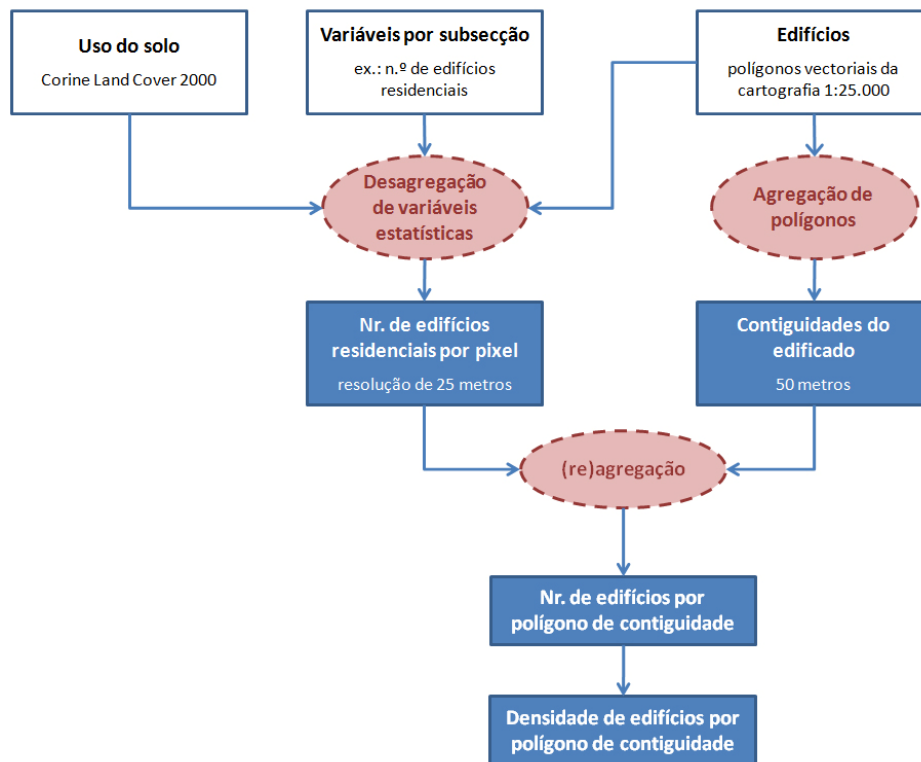 Uso do solo
Corine Land Cover 2000
Variáveis por subsecção
ex.: n.º de edifícios
residenciais
Edifícios
polígonos vectoriais da
cartografia 1:25.000
Desagregação
de variáveis
estatísticas
Agregação de
polígonos
Nr. de edifícios
residenciais por pixel
resolução de 25 metros
Contiguidades do
edificado
50 metros
(re)agregação
Nr. de edifícios por
polígono de contiguidade
Densidade de edifícios por
polígono de contiguidade